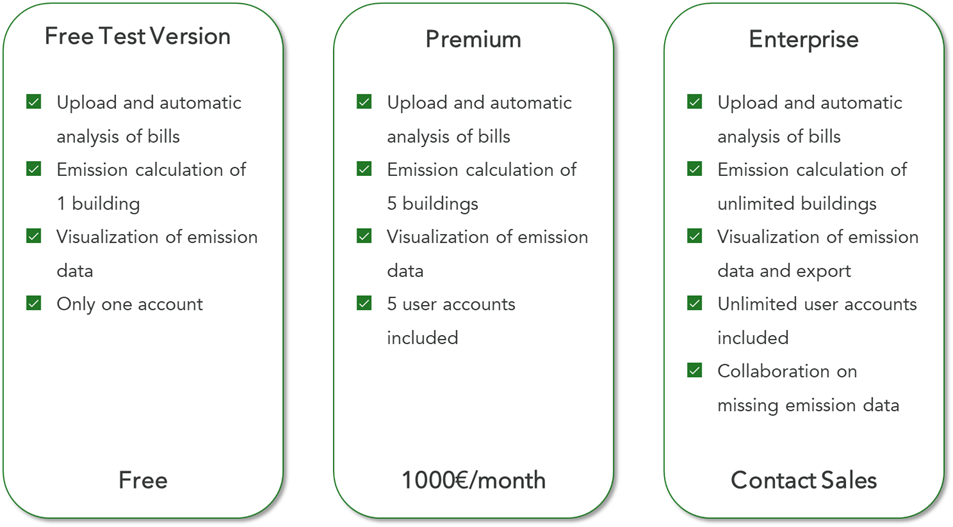 Free Test Version
Upload and automatic
analysis of bills
Emission calculation of
1 building
Visualization of emission
data
Only one account
Free
Premium
Upload and automatic
analysis of bills
Emission calculation of
5 buildings
Visualization of emission
data
5 user accounts
included
1000€/month
Enterprise
Upload and automatic
analysis of bills
Emission calculation of
unlimited buildings
Visualization of emission
data and export
Unlimited user accounts
included
Collaboration on
missing emission data
Contact Sales